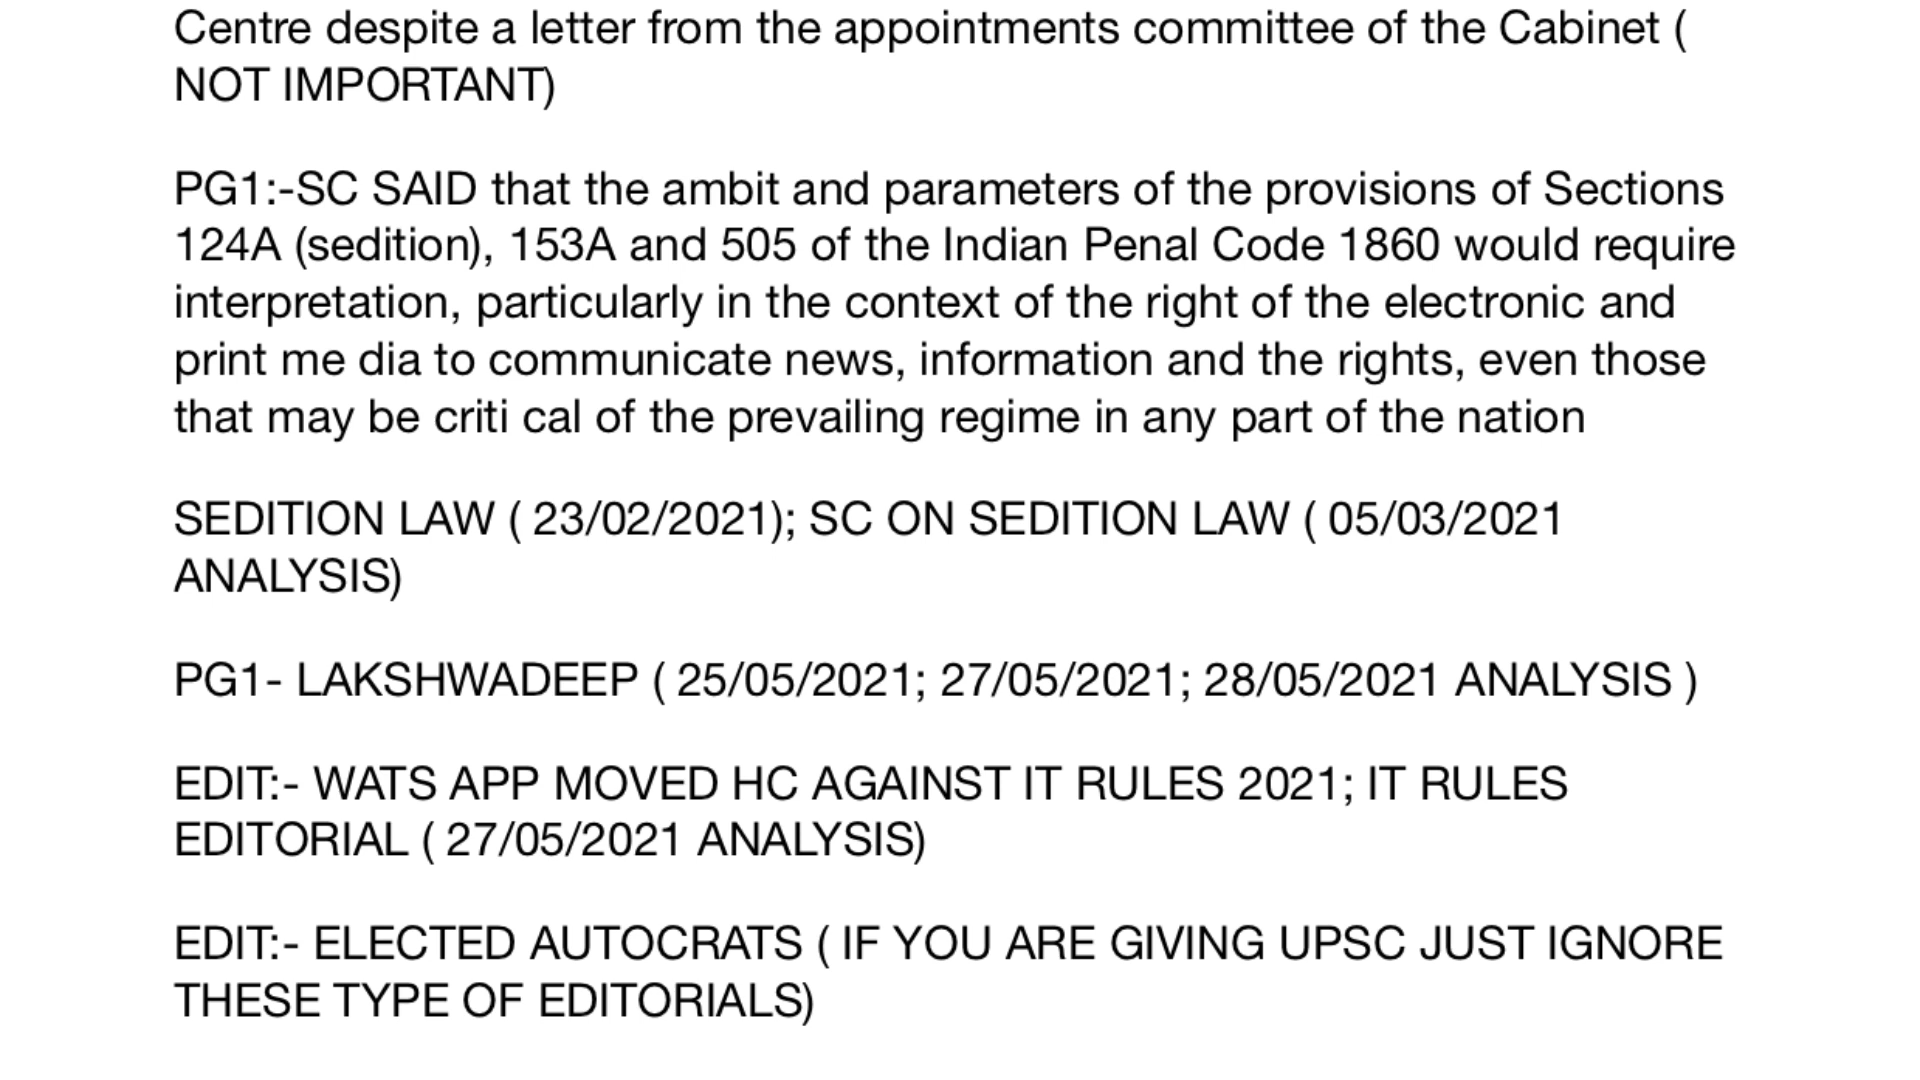 Centre despite a letter from the appointments committee of the Cabinet (
NOT IMPORTANT)
PG1:-SC SAID that the ambit and parameters of the provisions of Sections
124A (sedition), 153A and 505 of the Indian Penal Code 1860 would require
interpretation, particularly in the context of the right of the electronic and
print me dia to communicate news, information and the rights, even those
that may be criti cal of the prevailing regime in any part of the nation
SEDITION LAW ( 23/02/2021); SC ON SEDITION LAW ( 05/03/2021
ANALYSIS)
PG1- LAKSHWADEEP ( 25/05/2021; 27/05/2021; 28/05/2021 ANALYSIS )
EDIT:- WATS APP MOVED HC AGAINST IT RULES 2021; IT RULES
EDITORIAL ( 27/05/2021 ANALYSIS)
EDIT:- ELECTED AUTOCRATS ( IF YOU ARE GIVING UPSC JUST IGNORE
THESE TYPE OF EDITORIALS)